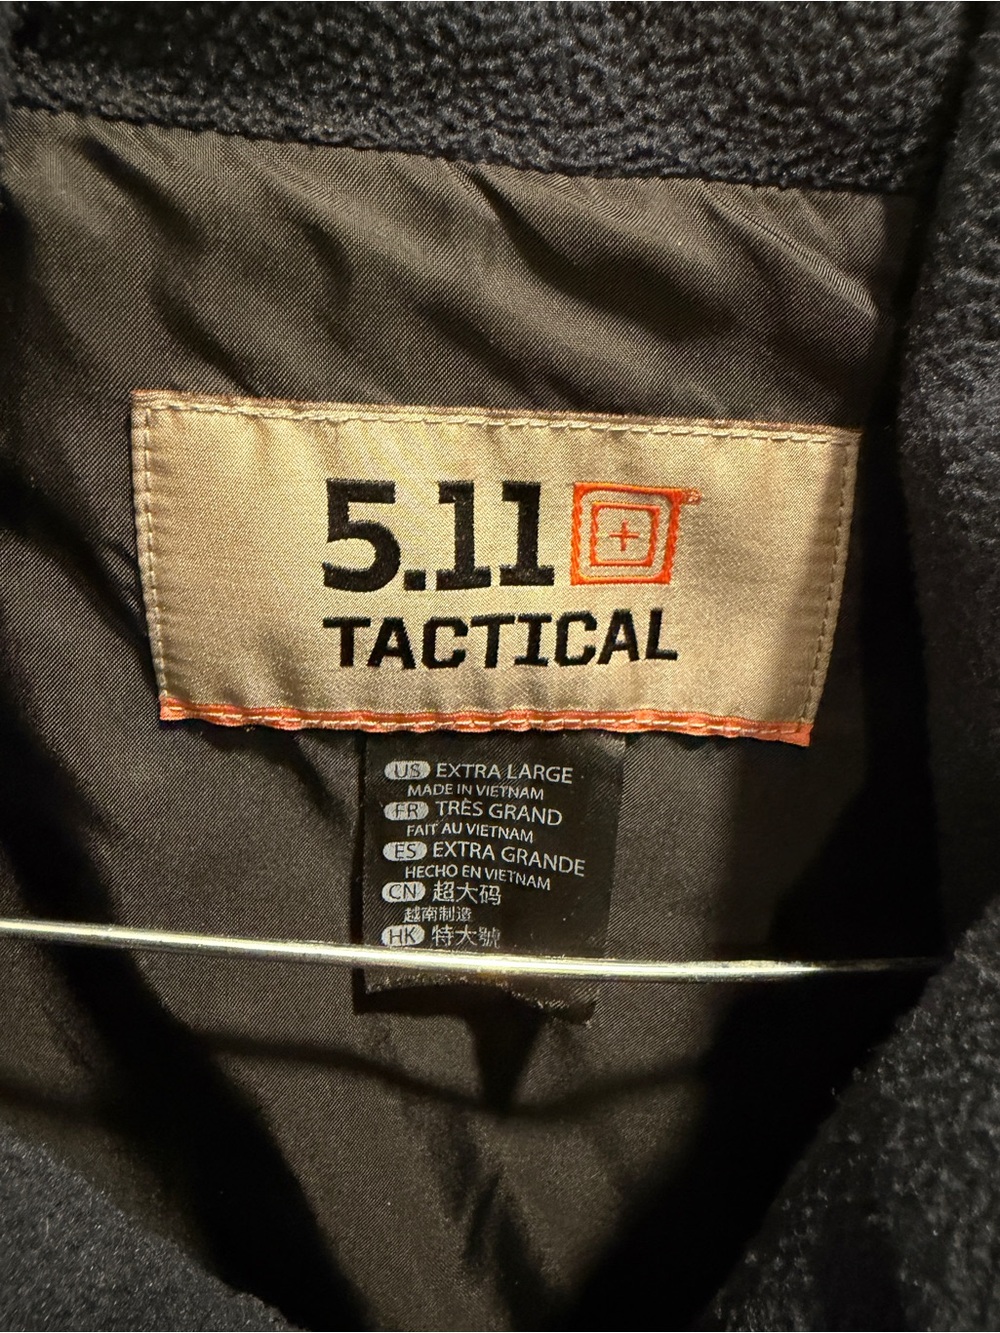 5.11
TACTICAL
US EXTRA LARGE
MADE IN VIETNAM
FR TRÈS GRAND
FAIT AU VIETNAM
ES EXTRA GRANDE
HECHO EN VIETNAM
CN 超大码
越南制造
HK 特大號